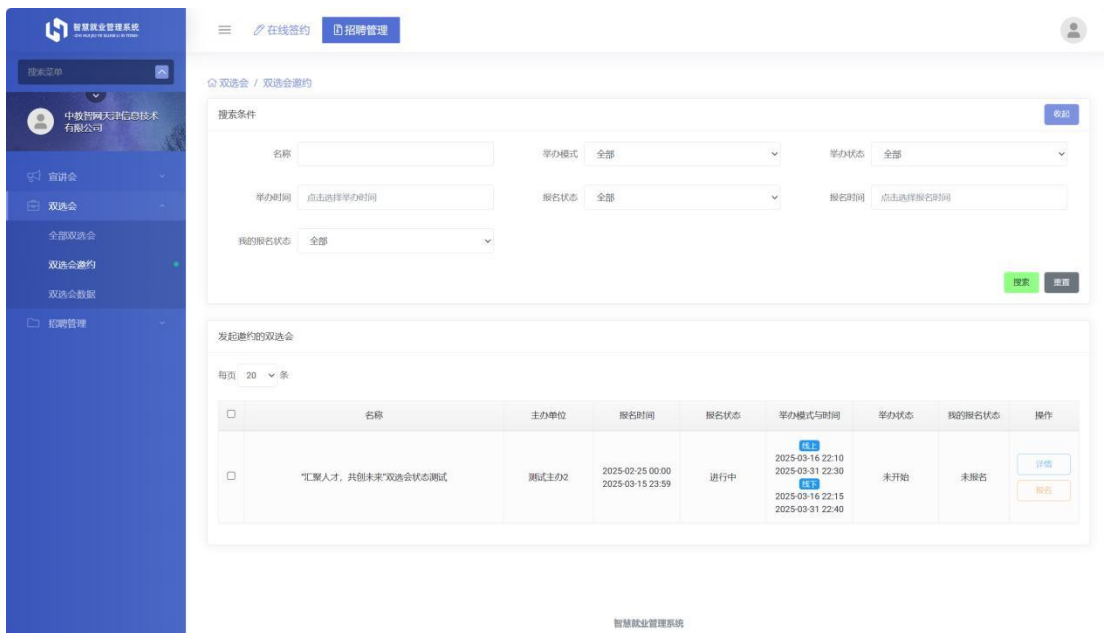 智慧就业管理系统
在线签约
招聘管理
搜索菜单
中教智网天津信息技术
有限公司
宣讲会
双选会
全部双选会
双选会邀约
双选会数据
招聘管理
双选会 / 双选会邀约
搜索条件
收起
名称
举办模式 全部
举办状态 全部
举办时间 点击选择举办时间
报名状态 全部
报名时间 点击选择报名时间
我的报名状态 全部
搜索
重置
发起邀约的双选会
每页 20 条
名称 主办单位 报名时间 报名状态 举办模式与时间 举办状态 我的报名状态 操作
“汇聚人才，共创未来”双选会状态测试
测试主办2
2025-02-25 00:00
2025-03-15 23:59
进行中
线上
2025-03-16 22:10
2025-03-31 22:30
线下
2025-03-16 22:15
2025-03-31 22:40
未开始
未报名
详情
报名
智慧就业管理系统